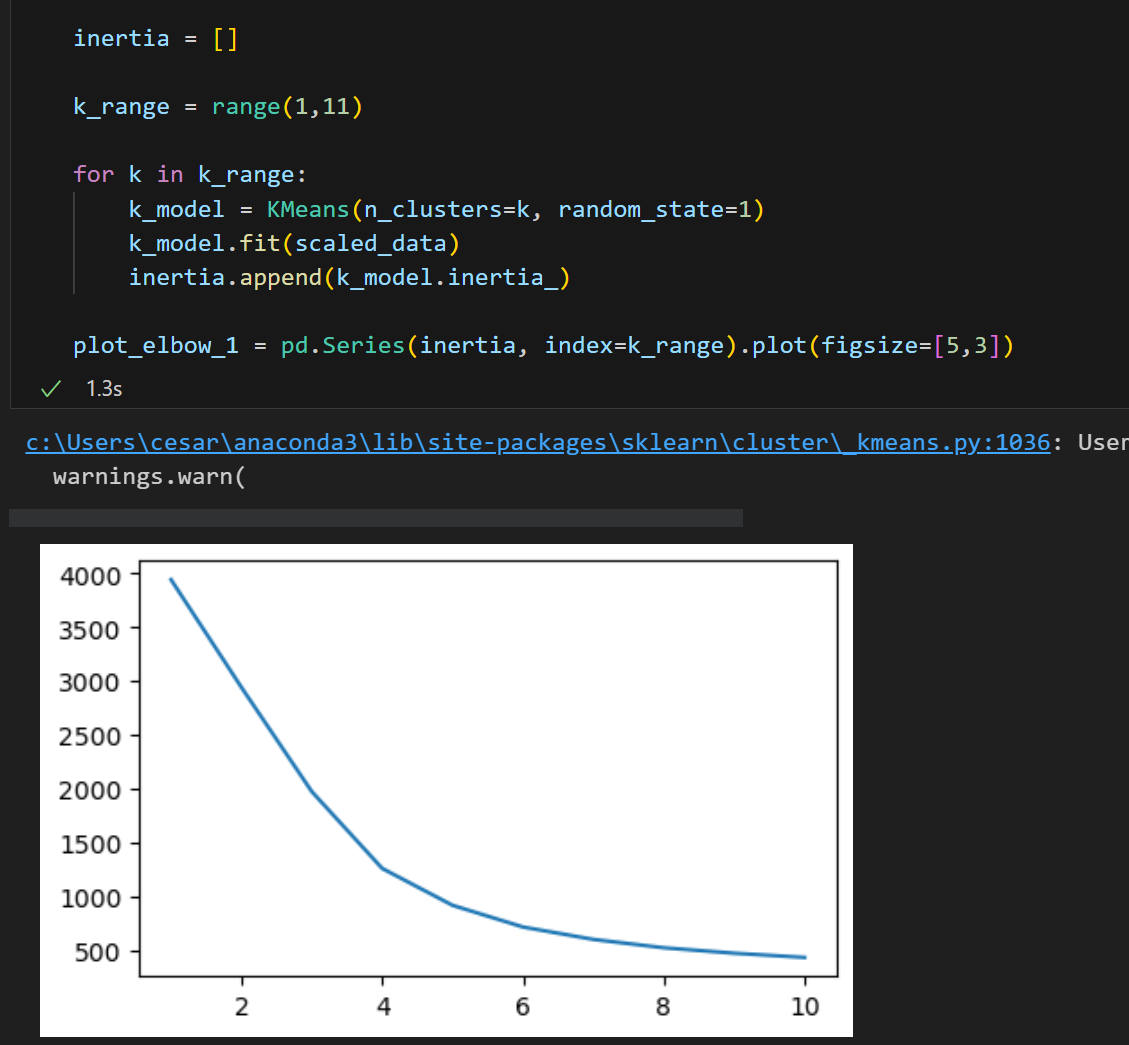 inertia = []
k_range = range(1,11)
for k in k_range:
    k_model = KMeans(n_clusters=k, random_state=1)
    k_model.fit(scaled_data)
    inertia.append(k_model.inertia_)
plot_elbow_1 = pd.Series(inertia, index=k_range).plot(figsize=[5,3])
1.3s
c:\Users\cesar\anaconda3\lib\site-packages\sklearn\cluster\_kmeans.py:1036: User
  warnings.warn(
4000
3500
3000
2500
2000
1500
1000
500
2 4 6 8 10